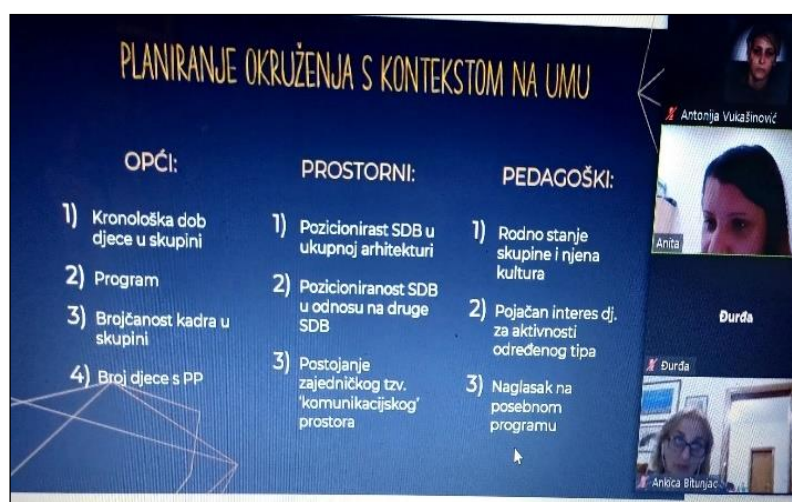 PLANIRANJE OKRUŽENJA S KONTEKSTOM NA UMU
OPĆI:
1) Kronološka dob
djece u skupini
2) Program
3) Brojčanost kadra u
skupini
4) Broj djece s PP
PROSTORNI:
1) Pozicionirast SDB u
ukupnoj arhitekturi
2) Pozicioniranost SDB
u odnosu na druge
SDB
3) Postojanje
zajedničkog tzv.
'komunikacijskog'
prostora
PEDAGOŠKI:
1) Rodno stanje
skupine i njena
kultura
2) Pojačan interes dj.
za aktivnosti
određenog tipa
3) Naglasak na
posebnom
programu
Antonija Vukašinović
Anita
Đurđa
Đurđa
Ankica Bitunjac